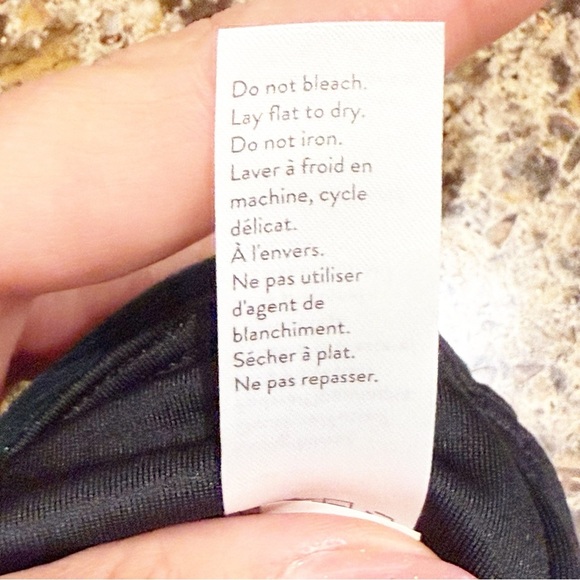 Do not bleach.
Lay flat to dry.
Do not iron.
Laver à froid en
machine, cycle
délicat.
À l'envers.
Ne pas utiliser
d'agent de
blanchiment.
Sécher à plat.
Ne pas repasser.